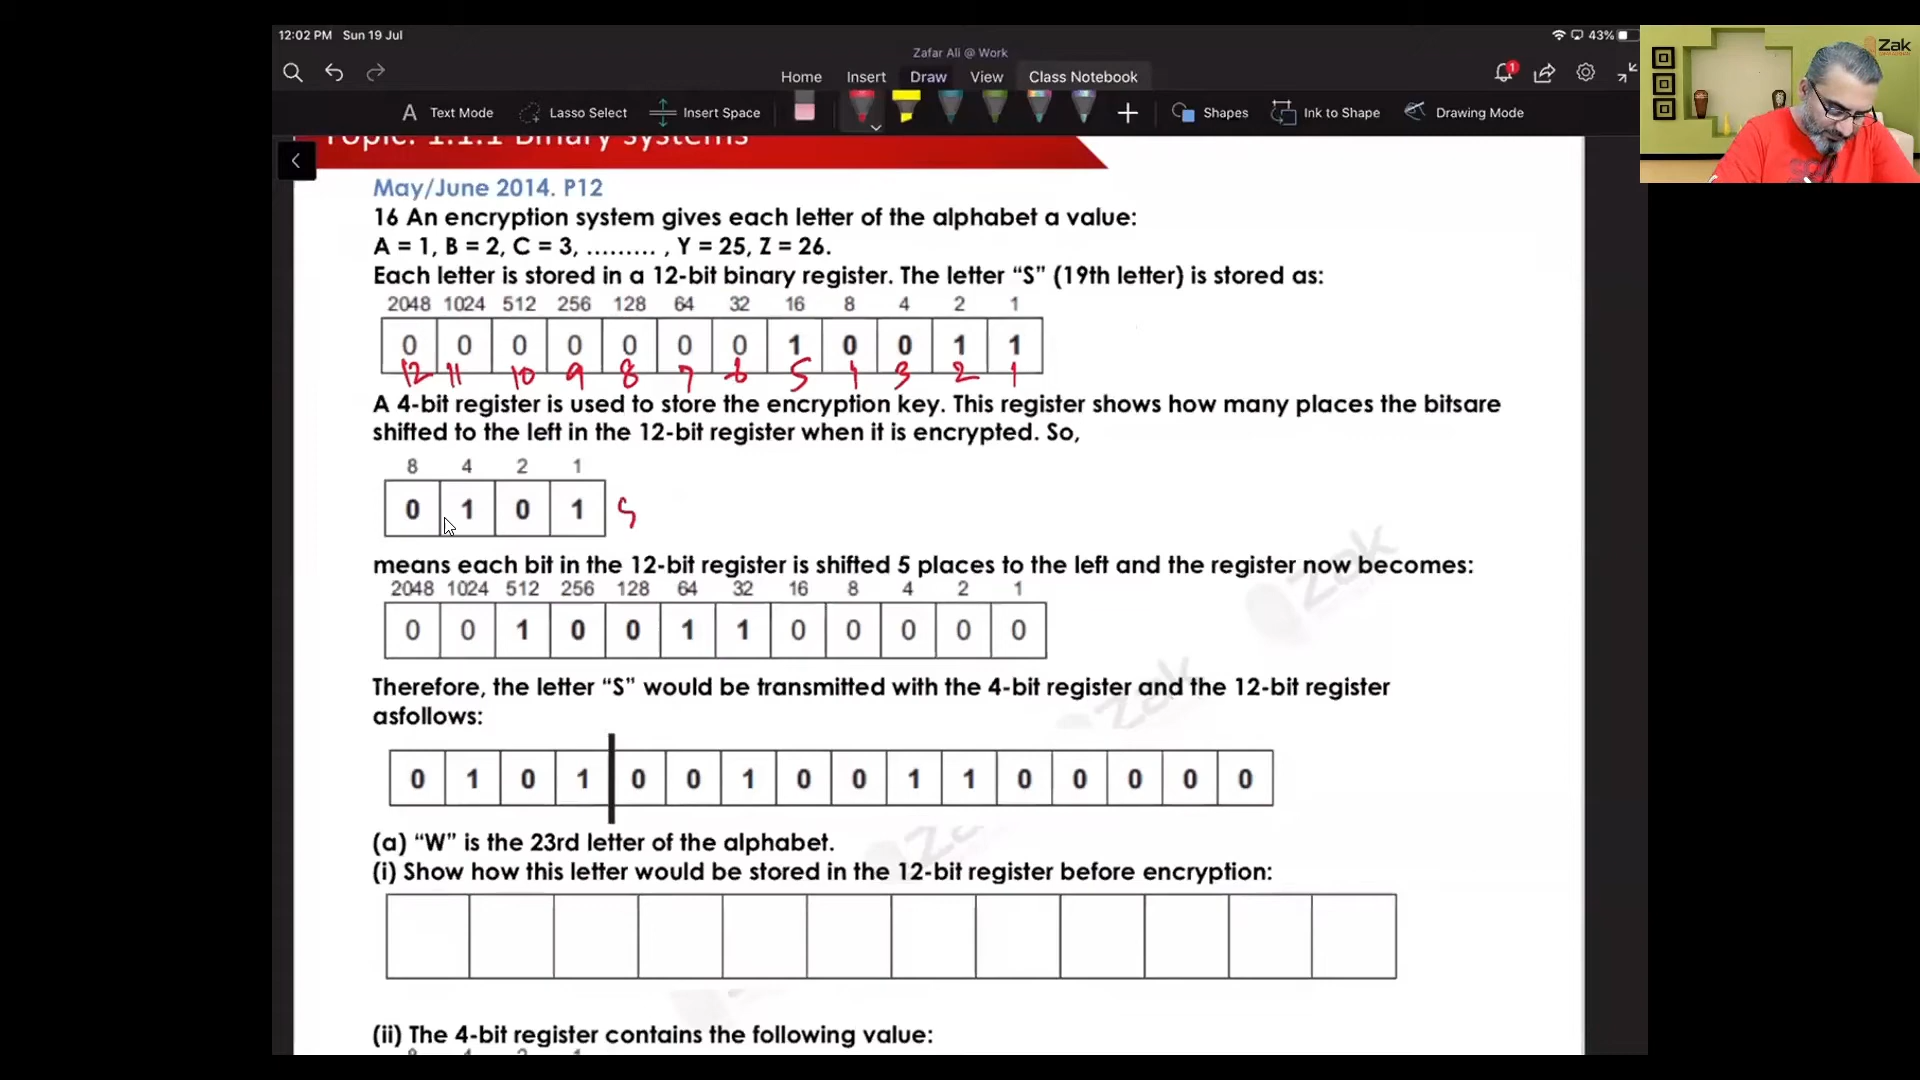 12:02 PM Sun 19 Jul
43%
Zafar Ali @ Work
Home Insert Draw View Class Notebook
1
A Text Mode Lasso Select Insert Space Shapes Ink to Shape Drawing Mode
Zak
Topic: 1.1.1 Binary systems
May/June 2014. P12
16 An encryption system gives each letter of the alphabet a value:
A = 1, B = 2, C = 3, ……… , Y = 25, Z = 26.
Each letter is stored in a 12-bit binary register. The letter “S” (19th letter) is stored as:
2048 1024 512 256 128 64 32 16 8 4 2 1
0 0 0 0 0 0 0 1 0 0 1 1
12 11 10 9 8 7 6 5 4 3 2 1
A 4-bit register is used to store the encryption key. This register shows how many places the bitsare
shifted to the left in the 12-bit register when it is encrypted. So,
8 4 2 1
0 1 0 1 5
means each bit in the 12-bit register is shifted 5 places to the left and the register now becomes:
2048 1024 512 256 128 64 32 16 8 4 2 1
0 0 1 0 0 1 1 0 0 0 0 0
Zak
Therefore, the letter “S” would be transmitted with the 4-bit register and the 12-bit register
asfollows:
Zak
0 1 0 1 0 0 1 0 0 1 1 0 0 0 0 0
(a) “W” is the 23rd letter of the alphabet.
(i) Show how this letter would be stored in the 12-bit register before encryption:
(ii) The 4-bit register contains the following value: